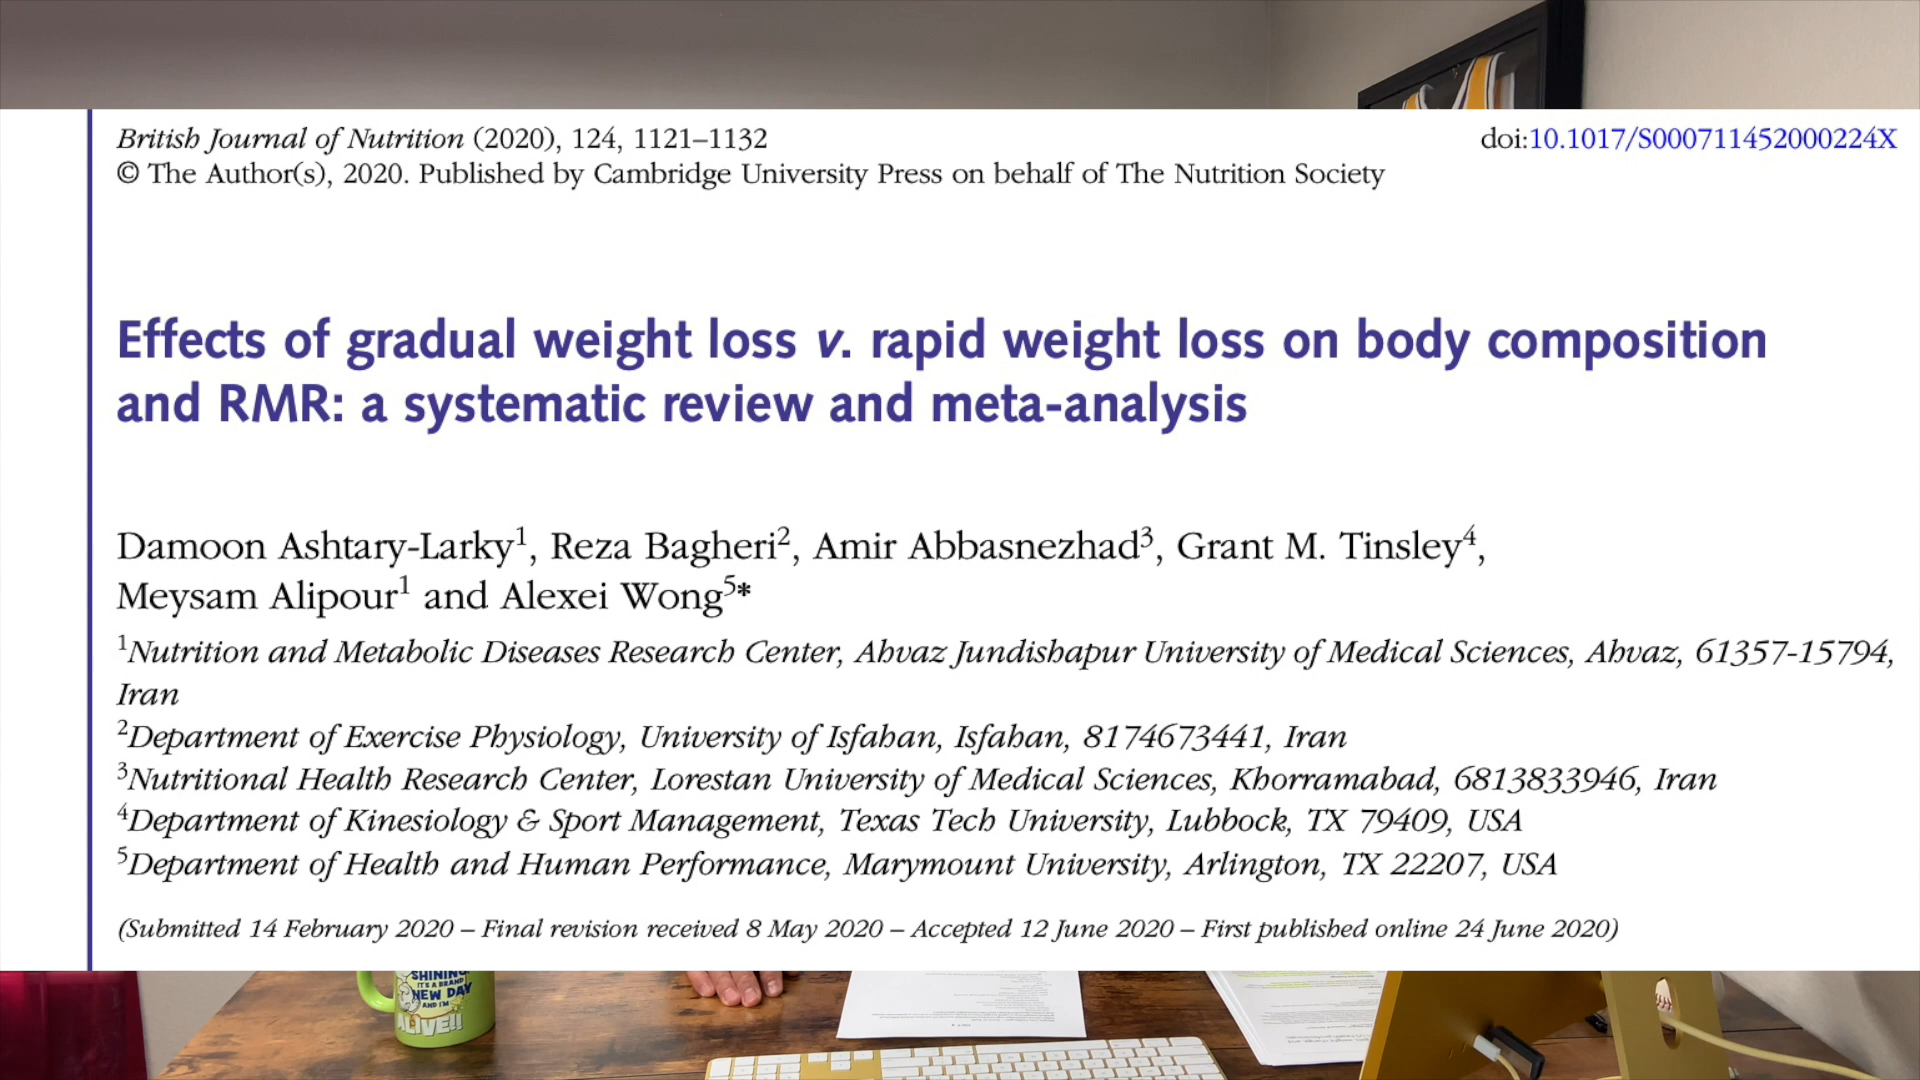 British Journal of Nutrition (2020), 124, 1121–1132
doi:10.1017/S000711452000224X
© The Author(s), 2020. Published by Cambridge University Press on behalf of The Nutrition Society
Effects of gradual weight loss v. rapid weight loss on body composition
and RMR: a systematic review and meta-analysis
Damoon Ashtary-Larky1, Reza Bagheri2, Amir Abbasnezhad3, Grant M. Tinsley4,
Meysam Alipour1 and Alexei Wong5*
1Nutrition and Metabolic Diseases Research Center, Ahvaz Jundishapur University of Medical Sciences, Ahvaz, 61357-15794,
Iran
2Department of Exercise Physiology, University of Isfahan, Isfahan, 8174673441, Iran
3Nutritional Health Research Center, Lorestan University of Medical Sciences, Khorramabad, 6813833946, Iran
4Department of Kinesiology & Sport Management, Texas Tech University, Lubbock, TX 79409, USA
5Department of Health and Human Performance, Marymount University, Arlington, TX 22207, USA
(Submitted 14 February 2020 – Final revision received 8 May 2020 – Accepted 12 June 2020 – First published online 24 June 2020)
SHINING
IT'S A BRAND
NEW DAY
AND I'M
ALIVE!!